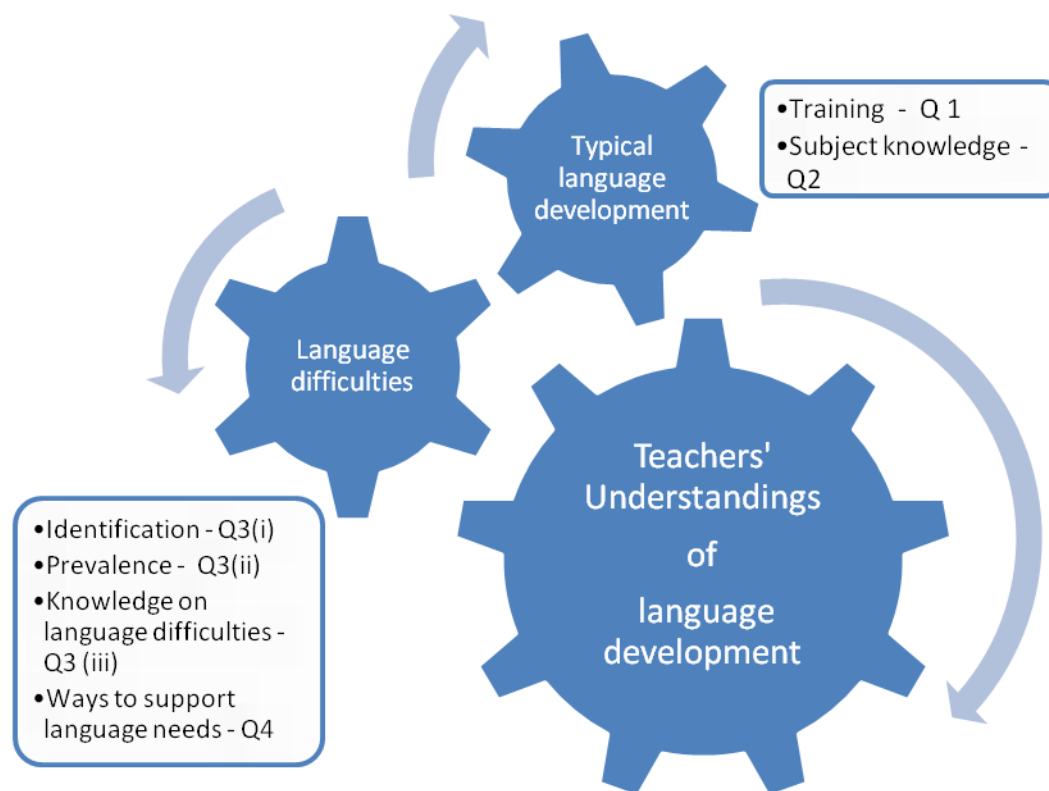 Typical
language
development
•Training - Q 1
•Subject knowledge -
Q2
Language
difficulties
•Identification - Q3(i)
•Prevalence - Q3(ii)
•Knowledge on
language difficulties -
Q3 (iii)
•Ways to support
language needs - Q4
Teachers'
Understandings
of
language
development